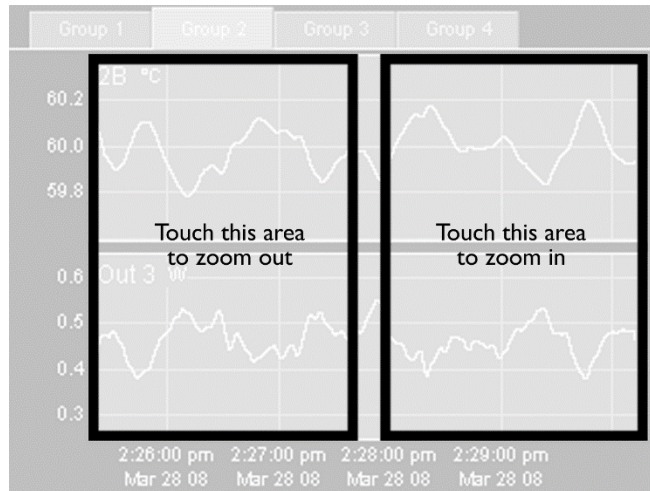 Group 1 Group 2 Group 3 Group 4
2B °C
60.2
60.0
59.8
Touch this area Touch this area
to zoom out to zoom in
0.6 Out 3 W
0.5
0.4
0.3
2:26:00 pm 2:27:00 pm 2:28:00 pm 2:29:00 pm
Mar 28 08 Mar 28 08 Mar 28 08 Mar 28 08